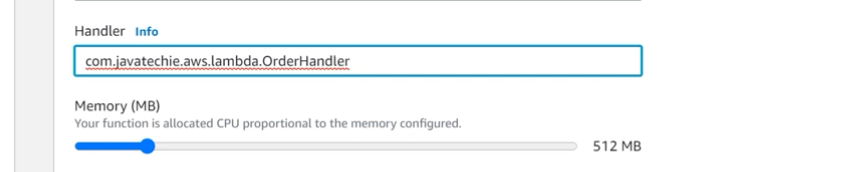 Handler Info
com.javatechie.aws.lambda.OrderHandler
Memory (MB)
Your function is allocated CPU proportional to the memory configured.
512 MB